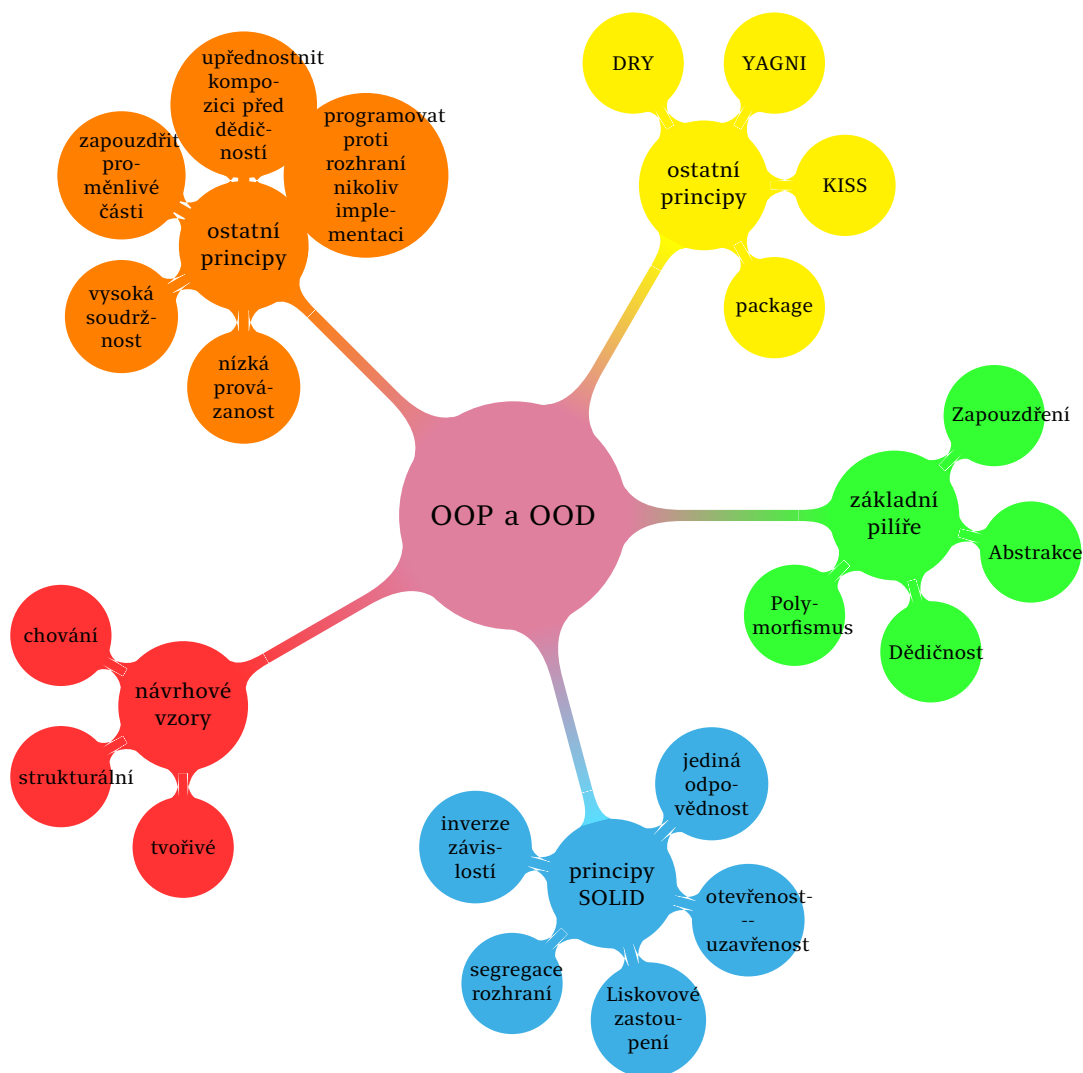 upřednostnit
kompo-
zici před
dědič-
ností
programovat
proti
rozhraní
nikoliv
imple-
mentaci
zapouzdřit
pro-
měnlivé
části
ostatní
principy
vysoká
soudrž-
nost
nízká
prová-
zanost
DRY
YAGNI
ostatní
principy
KISS
package
OOP a OOD
Zapouzdření
základní
pilíře
Abstrakce
Poly-
morfismus
Dědičnost
chování
návrhové
vzory
strukturální
tvořivé
jediná
odpo-
vědnost
inverze
závis-
lostí
principy
SOLID
otevřenost-
--
uzavřenost
segregace
rozhraní
Liskovové
zastou-
pení